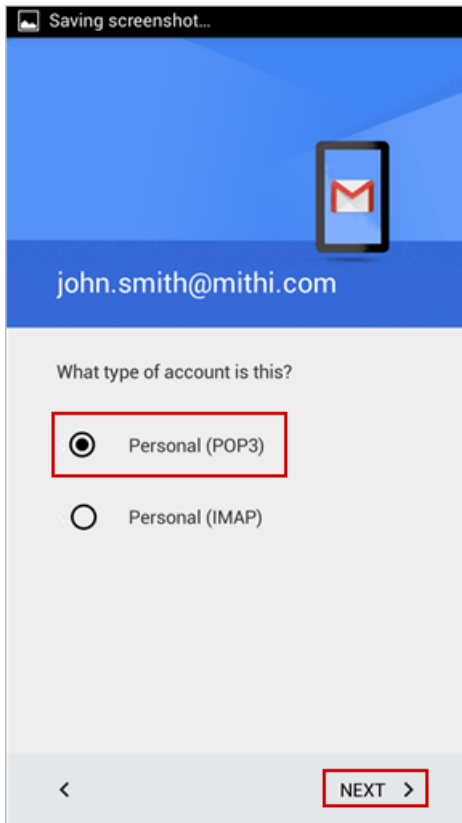 Saving screenshot...
john.smith@mithi.com
What type of account is this?
Personal (POP3)
Personal (IMAP)
NEXT